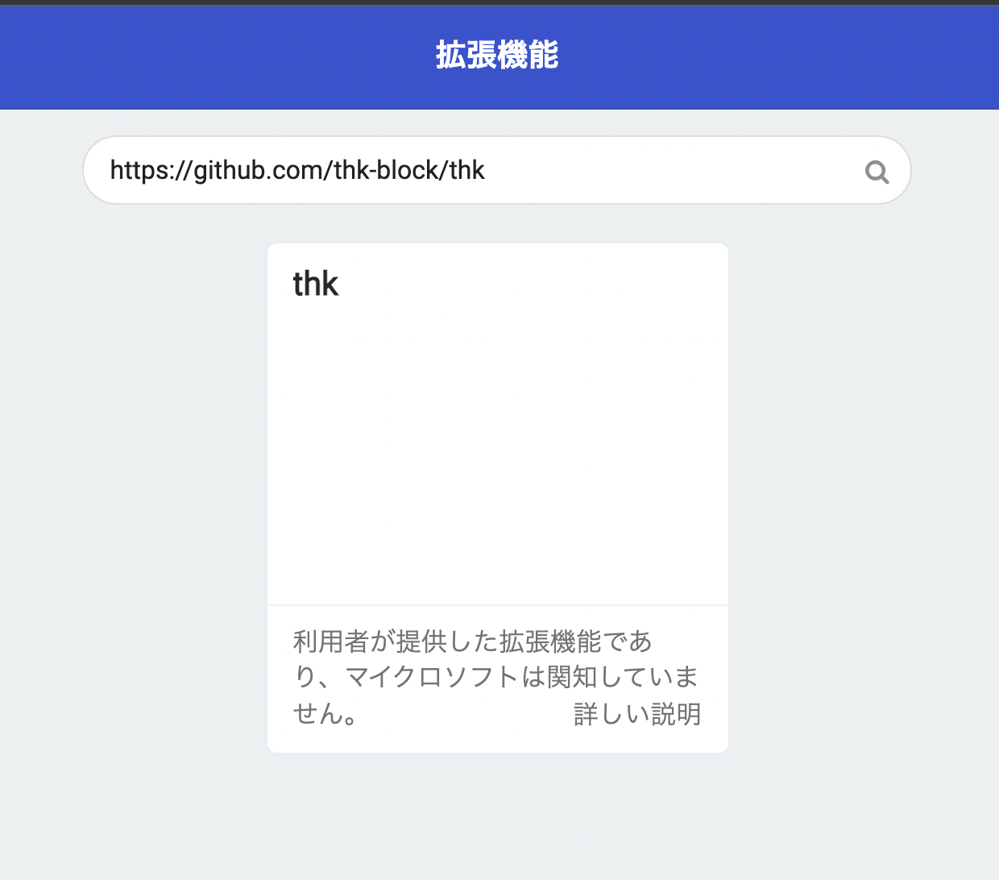 拡張機能
https://github.com/thk-block/thk
thk
利用者が提供した拡張機能であ
り、マイクロソフトは関知していま
せん。 詳しい説明